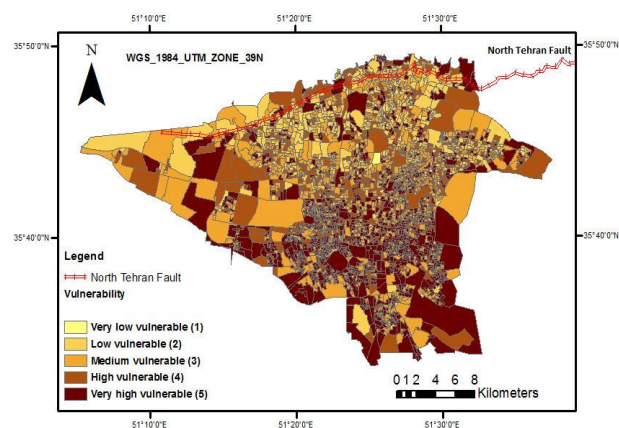 51°10'0"E 51°20'0"E 51°30'0"E
35°50'0"N
35°50'0"N
N
WGS_1984_UTM_ZONE_39N
North Tehran Fault
35°40'0"N
35°40'0"N
Legend
North Tehran Fault
Vulnerability
Very low vulnerable (1)
Low vulnerable (2)
Medium vulnerable (3)
High vulnerable (4)
Very high vulnerable (5)
0 1 2 4 6 8
Kilometers
51°10'0"E 51°20'0"E 51°30'0"E